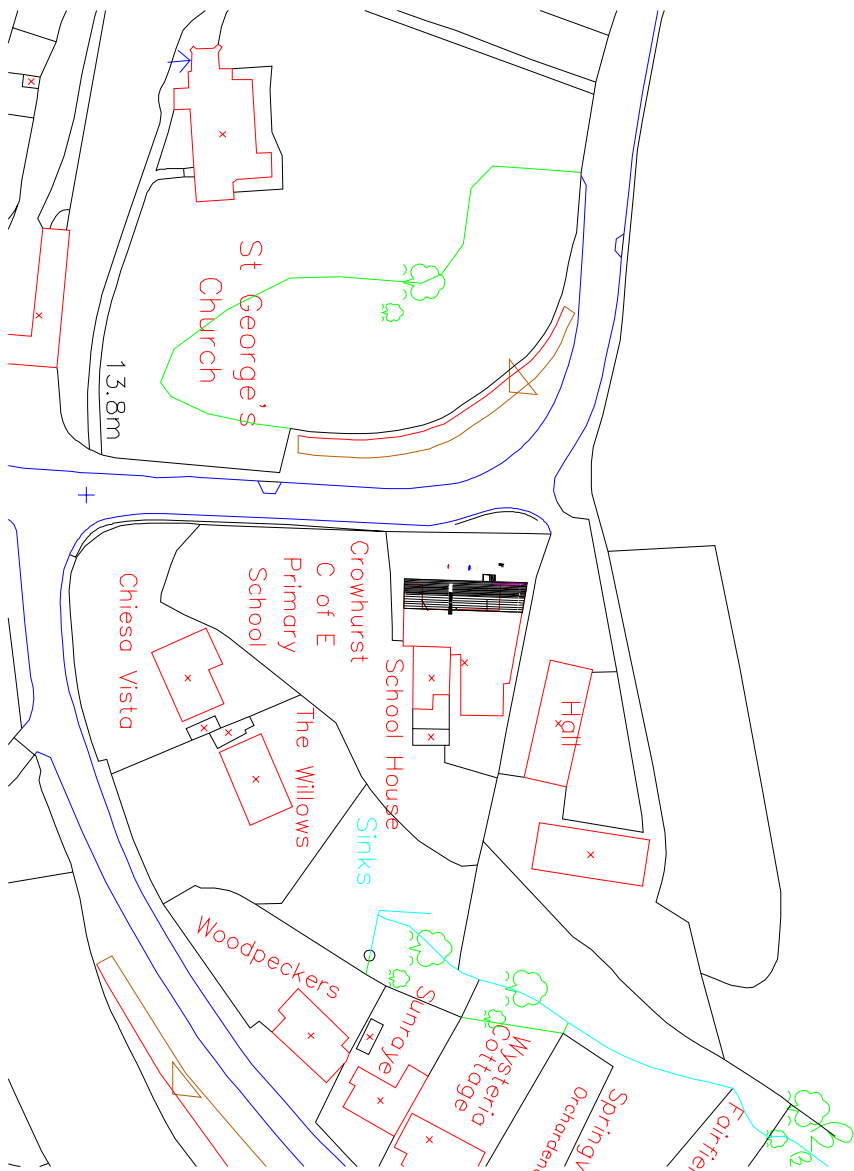 St George's
Church
13.8m
Crowhurst
C of E
Primary
School
Chiesa Vista
School House
Hall
The Willows
Sinks
Woodpeckers
Sunraye
Wysteria
Cottage
Springv
Orcharden
Fairfie